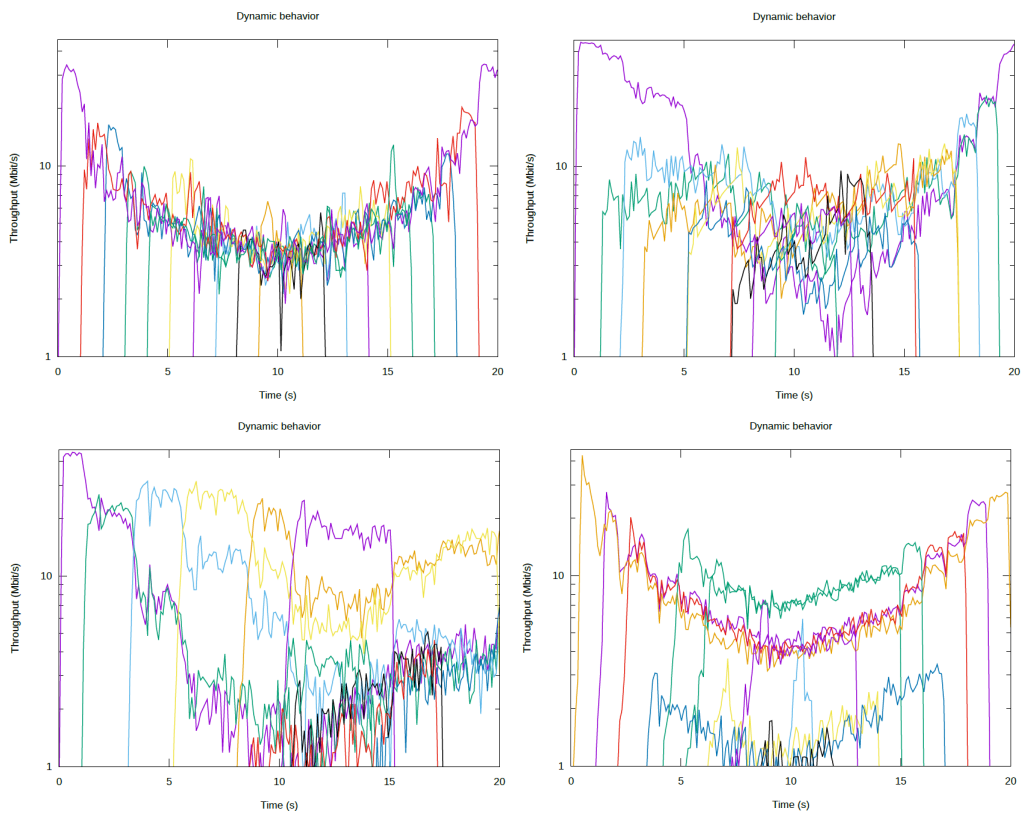 Dynamic behavior
Throughput (Mbit/s)
10
1
0 5 10 15 20
Time (s)
Dynamic behavior
Throughput (Mbit/s)
10
1
0 5 10 15 20
Time (s)
Dynamic behavior
Throughput (Mbit/s)
10
1
0 5 10 15 20
Time (s)
Dynamic behavior
Throughput (Mbit/s)
10
1
0 5 10 15 20
Time (s)